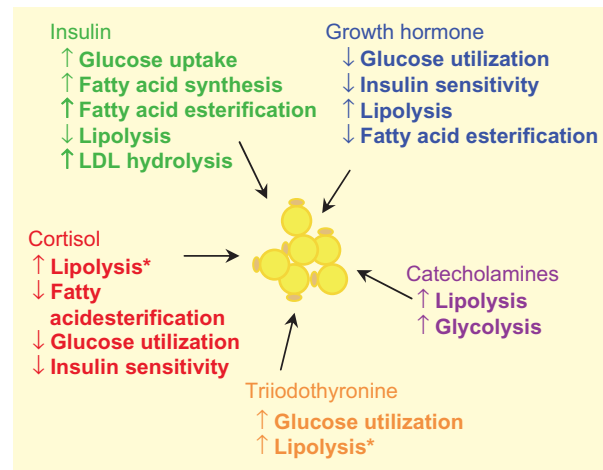 Insulin
↑ Glucose uptake
↑ Fatty acid synthesis
↑ Fatty acid esterification
↓ Lipolysis
↑ LDL hydrolysis
Growth hormone
↓ Glucose utilization
↓ Insulin sensitivity
↑ Lipolysis
↓ Fatty acid esterification
Cortisol
↑ Lipolysis*
↓ Fatty
acidesterification
↓ Glucose utilization
↓ Insulin sensitivity
Catecholamines
↑ Lipolysis
↑ Glycolysis
Triiodothyronine
↑ Glucose utilization
↑ Lipolysis*